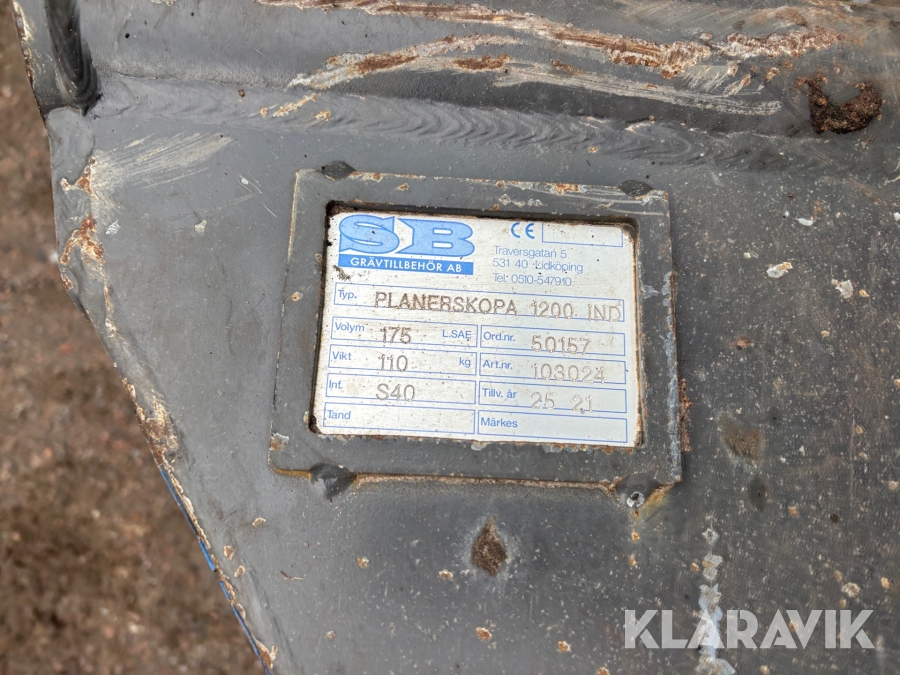 SB
GRÄVTILLBEHÖR AB
CE
Traversgatan 5
531 40 Lidköping
Tel: 0510-547910
Typ. PLANERSKOPA 1200 IND
Volym 175 L.SAE Ord.nr. 50157
Vikt 110 kg Art.nr. 103024
Inf. S40 Tillv. år 25 21
Tand Märkes
KLARAVIK